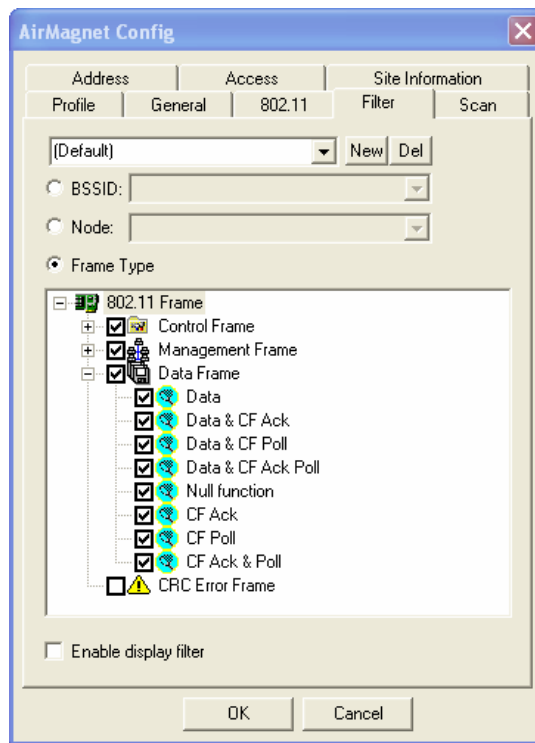 AirMagnet Config
Address Access Site Information
Profile General 802.11 Filter Scan
(Default) New Del
BSSID:
Node:
Frame Type
802.11 Frame
Control Frame
Management Frame
Data Frame
Data
Data & CF Ack
Data & CF Poll
Data & CF Ack Poll
Null function
CF Ack
CF Poll
CF Ack & Poll
CRC Error Frame
Enable display filter
OK Cancel